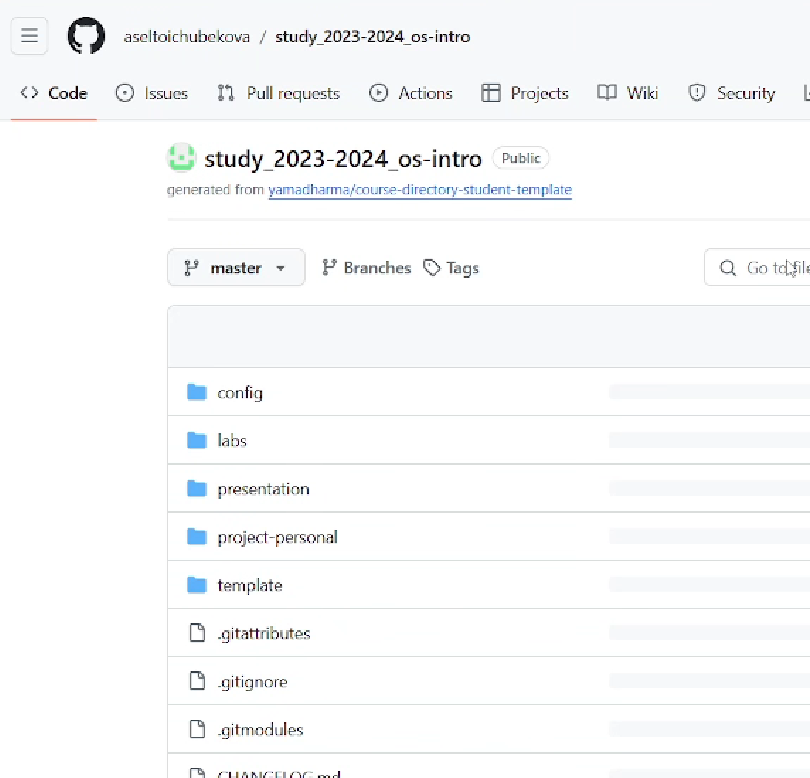 aseltoichubekova / study_2023-2024_os-intro
Code Issues Pull requests Actions Projects Wiki Security
study_2023-2024_os-intro Public
generated from yamadharma/course-directory-student-template
master Branches Tags Go to file
config
labs
presentation
project-personal
template
.gitattributes
.gitignore
.gitmodules
CHANGELOG.md